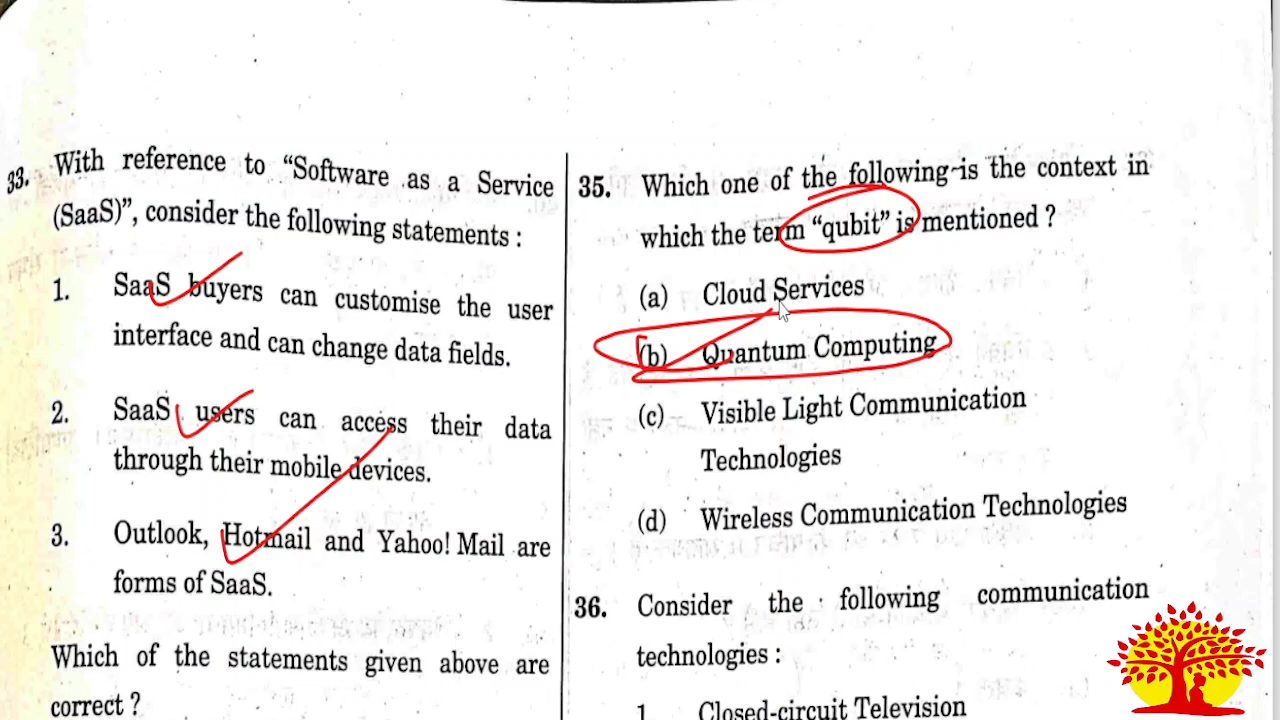 33. With reference to “Software as a Service
(SaaS)”, consider the following statements :
1. SaaS buyers can customise the user
interface and can change data fields.
2. SaaS users can access their data
through their mobile devices.
3. Outlook, Hotmail and Yahoo! Mail are
forms of SaaS.
Which of the statements given above are
correct ?
35. Which one of the following is the context in
which the term “qubit” is mentioned ?
(a) Cloud Services
(b) Quantum Computing
(c) Visible Light Communication
Technologies
(d) Wireless Communication Technologies
36. Consider the following communication
technologies :
1. Closed-circuit Television